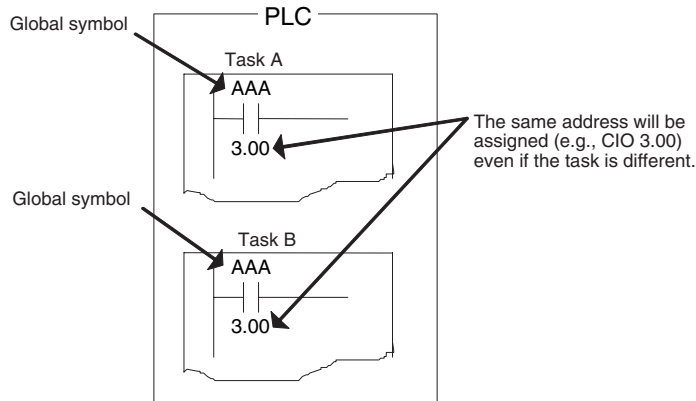 PLC
Global symbol
Task A
AAA
3.00
The same address will be
assigned (e.g., CIO 3.00)
even if the task is different.
Global symbol
Task B
AAA
3.00